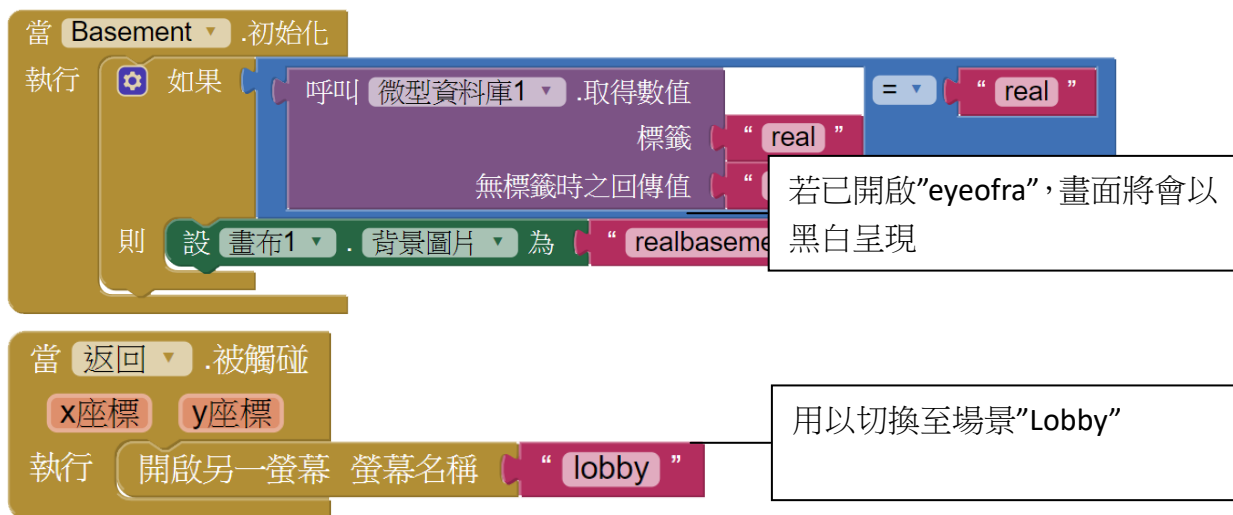 當 Basement .初始化
執行 如果 呼叫 微型資料庫1 .取得數值 = “ real ”
標籤 “ real ”
無標籤時之回傳值 “
則 設 畫布1 . 背景圖片 為 “ realbaseme
若已開啟”eyeofra”，畫面將會以
黑白呈現
當 返回 .被觸碰
x座標 y座標
執行 開啟另一螢幕 螢幕名稱 “ lobby ”
用以切換至場景”Lobby”